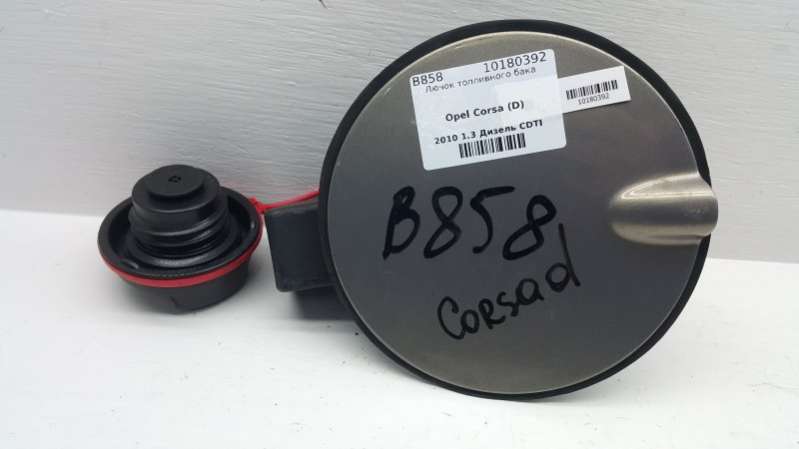 B858 10180392
Лючок топливного бака
Opel Corsa (D)
2010 1.3 Дизель CDTI
10180392
B858
Corsa d